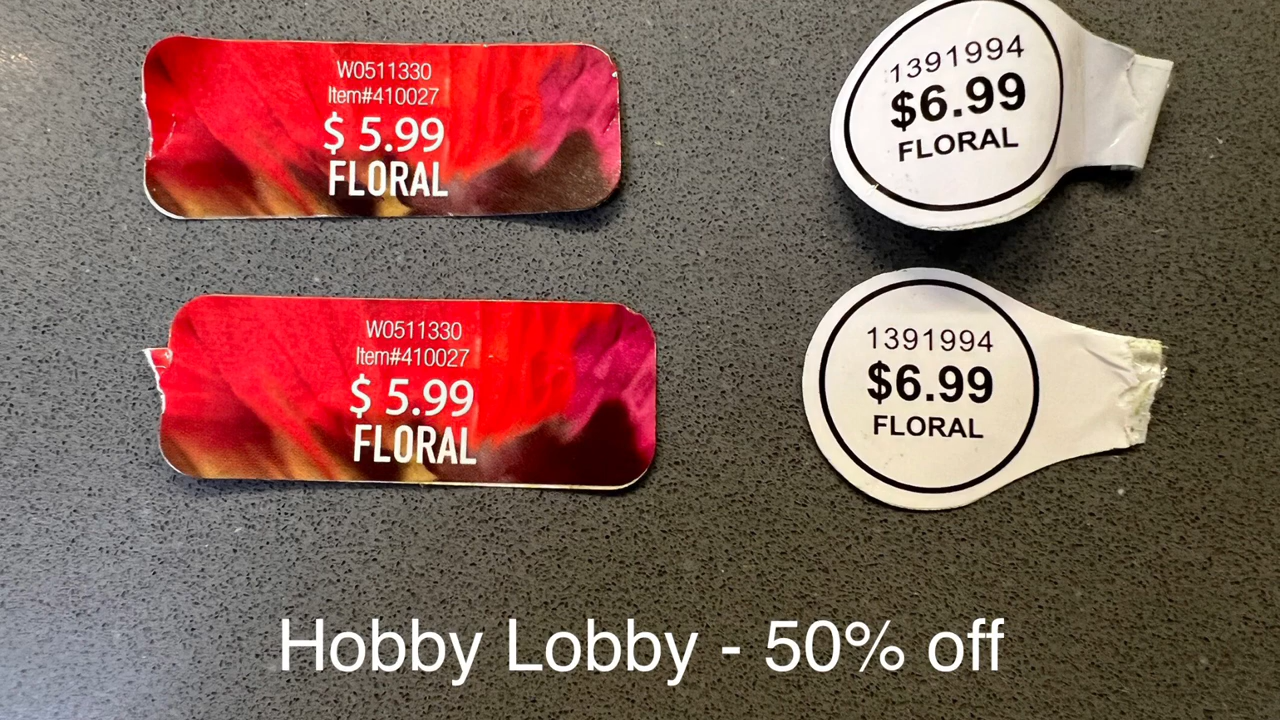 W0511330
Item#410027
$ 5.99
FLORAL
1391994
$6.99
FLORAL
W0511330
Item#410027
$ 5.99
FLORAL
1391994
$6.99
FLORAL
Hobby Lobby - 50% off